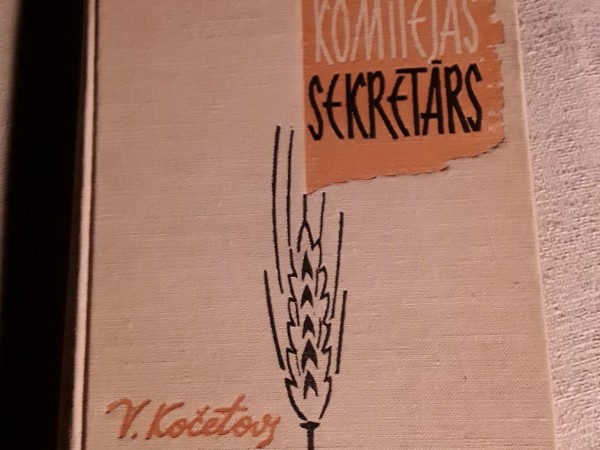 KOMITEJAS
SEKRETĀRS
V. Kočetovs